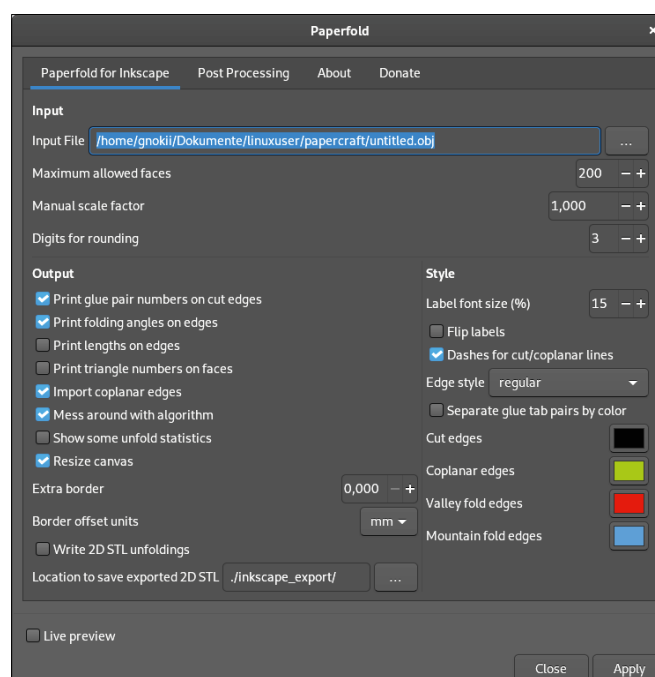 Paperfold
Paperfold for Inkscape Post Processing About Donate
Input
Input File /home/gnokii/Dokumente/linuxuser/papercraft/untitled.obj ...
Maximum allowed faces 200 − +
Manual scale factor 1,000 − +
Digits for rounding 3 − +
Output
Print glue pair numbers on cut edges
Print folding angles on edges
Print lengths on edges
Print triangle numbers on faces
Import coplanar edges
Mess around with algorithm
Show some unfold statistics
Resize canvas
Extra border 0,000 − +
Border offset units mm
Write 2D STL unfoldings
Location to save exported 2D STL ./inkscape_export/ ...
Style
Label font size (%) 15 − +
Flip labels
Dashes for cut/coplanar lines
Edge style regular
Separate glue tab pairs by color
Cut edges
Coplanar edges
Valley fold edges
Mountain fold edges
Live preview
Close Apply